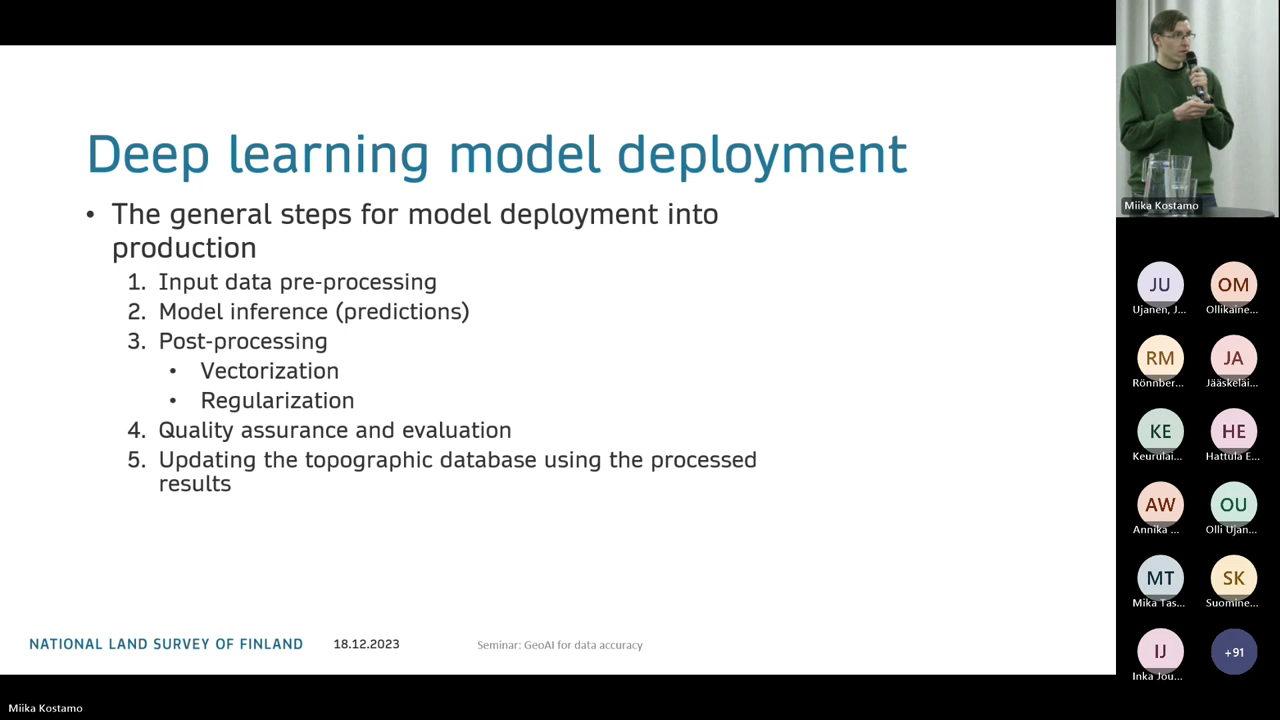 Deep learning model deployment
• The general steps for model deployment into
production
1. Input data pre-processing
2. Model inference (predictions)
3. Post-processing
• Vectorization
• Regularization
4. Quality assurance and evaluation
5. Updating the topographic database using the processed
results
NATIONAL LAND SURVEY OF FINLAND
18.12.2023
Seminar: GeoAI for data accuracy
Miika Kostamo
Miika Kostamo
JU
OM
Ujanen, J...
Ollikaine...
RM
JA
Rönnber...
Jääskeläi...
KE
HE
Keurulai...
Hattula E...
AW
OU
Annika ...
Olli Ujan...
MT
SK
Mika Tas...
Suomine...
IJ
+91
Inka Jou...